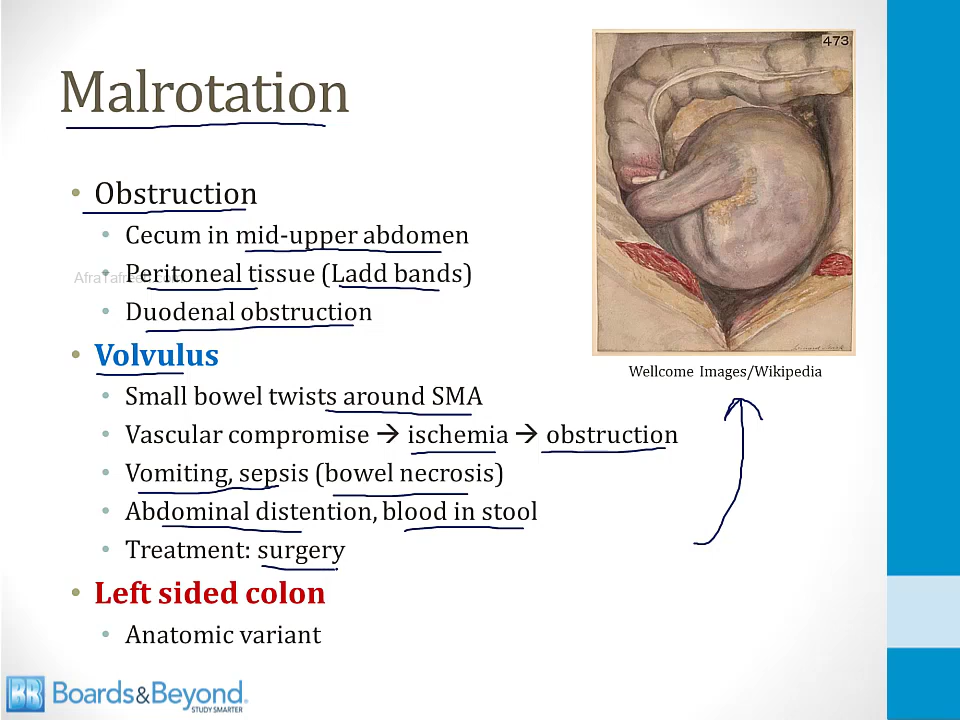 473
Malrotation
• Obstruction
• Cecum in mid-upper abdomen
• Peritoneal tissue (Ladd bands)
• Duodenal obstruction
• Volvulus
Wellcome Images/Wikipedia
• Small bowel twists around SMA
• Vascular compromise → ischemia → obstruction
• Vomiting, sepsis (bowel necrosis)
• Abdominal distention, blood in stool
• Treatment: surgery
• Left sided colon
• Anatomic variant
BB Boards&Beyond.
STUDY SMARTER